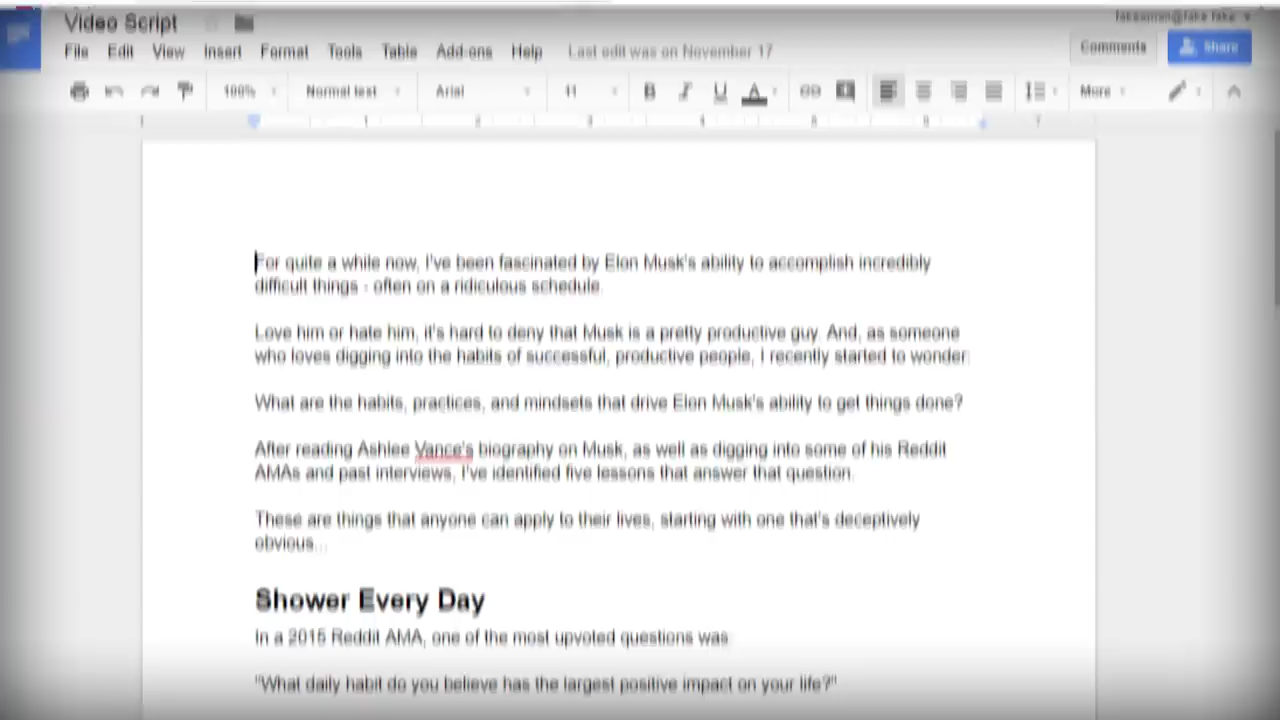 Video Script
File Edit View Insert Format Tools Table Add-ons Help Last edit was on November 17
Comments
Share
100% Normal text Arial 11 B I U A More
1 1 2 3 4 5 6 7
For quite a while now, I've been fascinated by Elon Musk's ability to accomplish incredibly
difficult things - often on a ridiculous schedule.
Love him or hate him, it's hard to deny that Musk is a pretty productive guy. And, as someone
who loves digging into the habits of successful, productive people, I recently started to wonder:
What are the habits, practices, and mindsets that drive Elon Musk's ability to get things done?
After reading Ashlee Vance's biography on Musk, as well as digging into some of his Reddit
AMAs and past interviews, I've identified five lessons that answer that question.
These are things that anyone can apply to their lives, starting with one that's deceptively
obvious...
Shower Every Day
In a 2015 Reddit AMA, one of the most upvoted questions was:
"What daily habit do you believe has the largest positive impact on your life?"